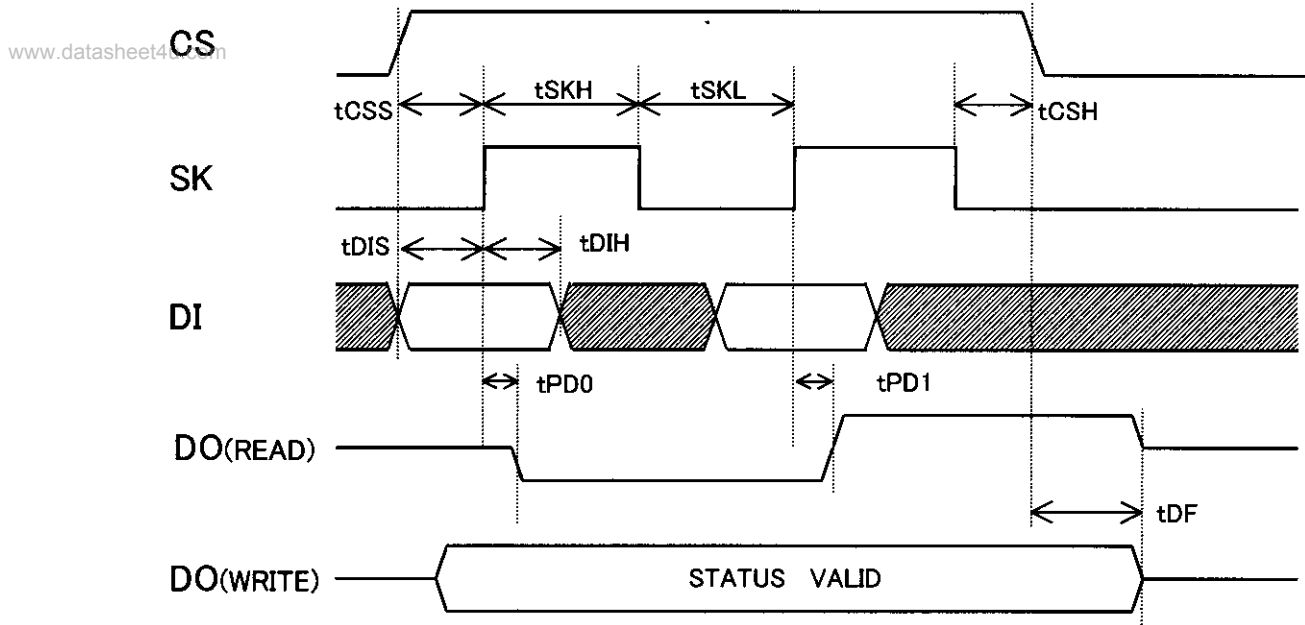 CS
www.datasheet4u.com
tCSS
tSKH
tSKL
tCSH
SK
tDIS
tDIH
DI
tPD0
tPD1
DO(READ)
tDF
DO(WRITE)
STATUS VALID